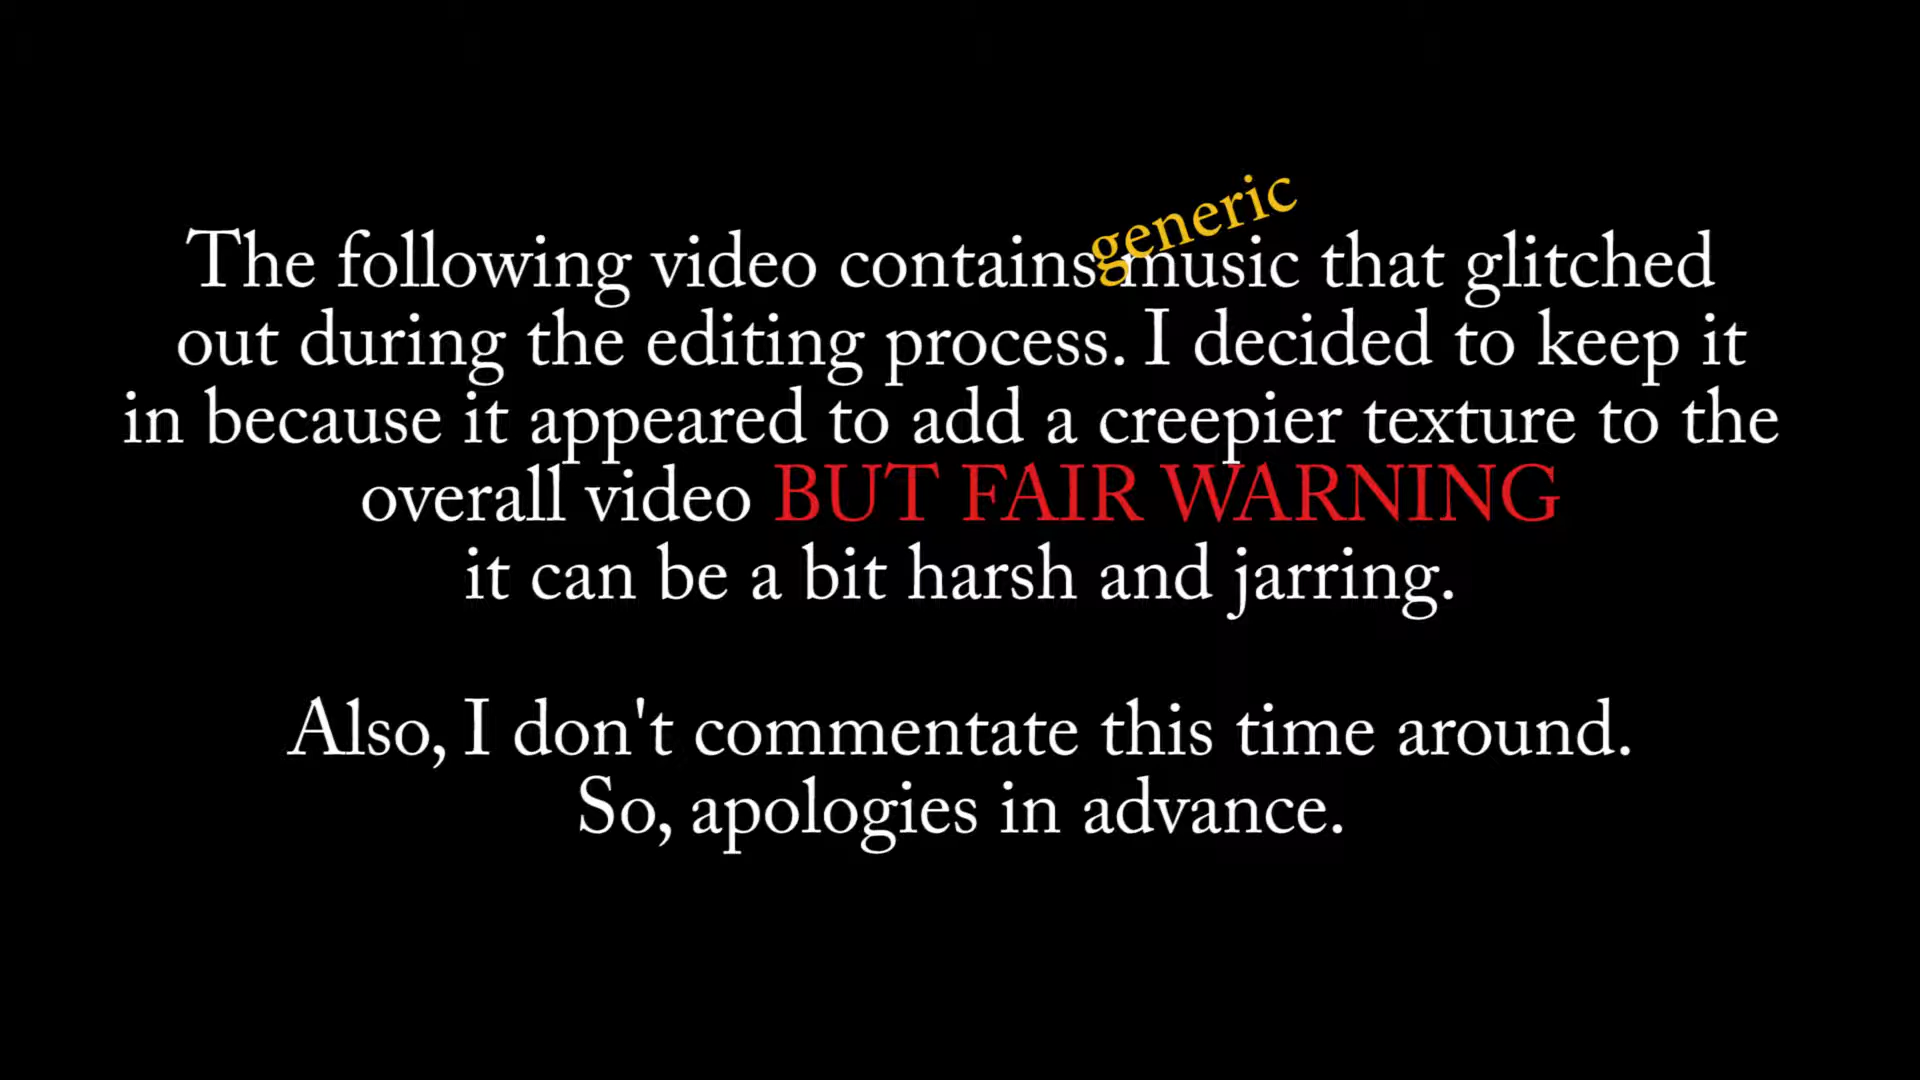 generic
The following video contains music that glitched
out during the editing process. I decided to keep it
in because it appeared to add a creepier texture to the
overall video BUT FAIR WARNING
it can be a bit harsh and jarring.
Also, I don't commentate this time around.
So, apologies in advance.